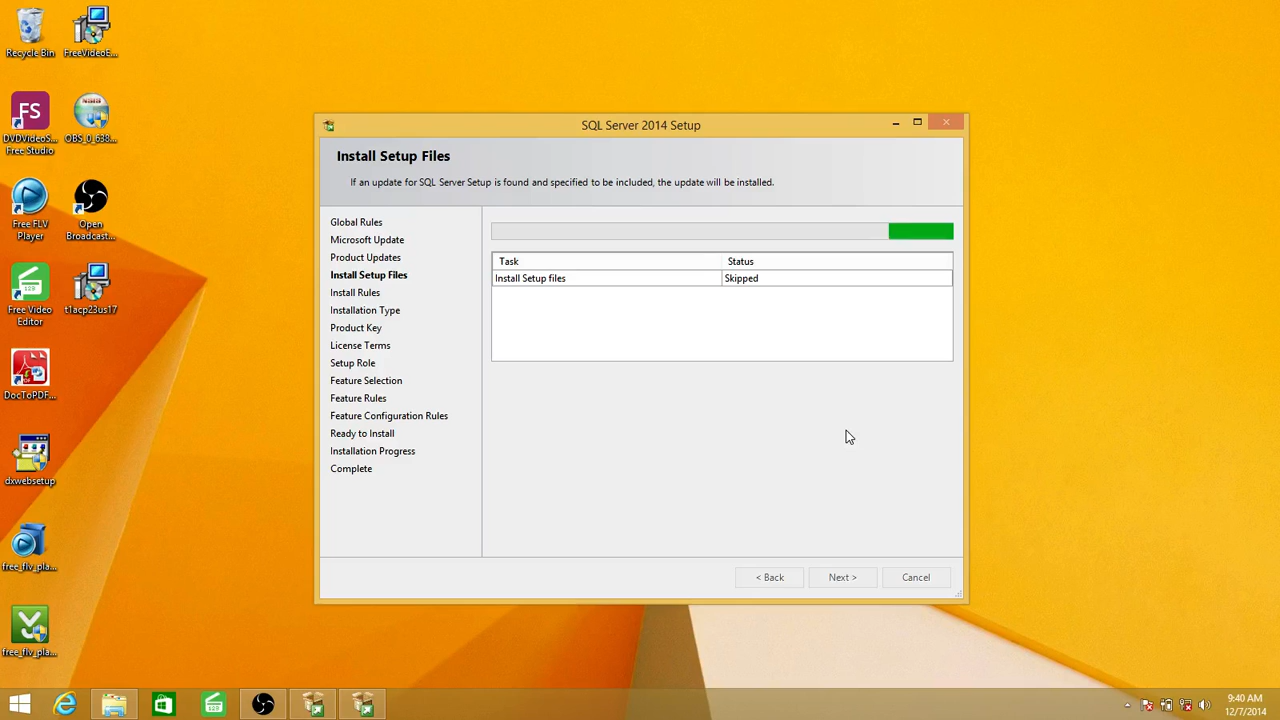 Recycle Bin
FreeVideoE...
FS
DVDVideoS...
Free Studio
OBS_0_638...
Free FLV
Player
Open
Broadcast...
Free Video
Editor
t1acp23us17
DocToPDF...
dxwebsetup
free_flv_pla...
free_flv_pla...
SQL Server 2014 Setup
Install Setup Files
If an update for SQL Server Setup is found and specified to be included, the update will be installed.
Global Rules
Microsoft Update
Product Updates
Install Setup Files
Install Rules
Installation Type
Product Key
License Terms
Setup Role
Feature Selection
Feature Rules
Feature Configuration Rules
Ready to Install
Installation Progress
Complete
Task Status
Install Setup files Skipped
< Back Next > Cancel
9:40 AM
12/7/2014